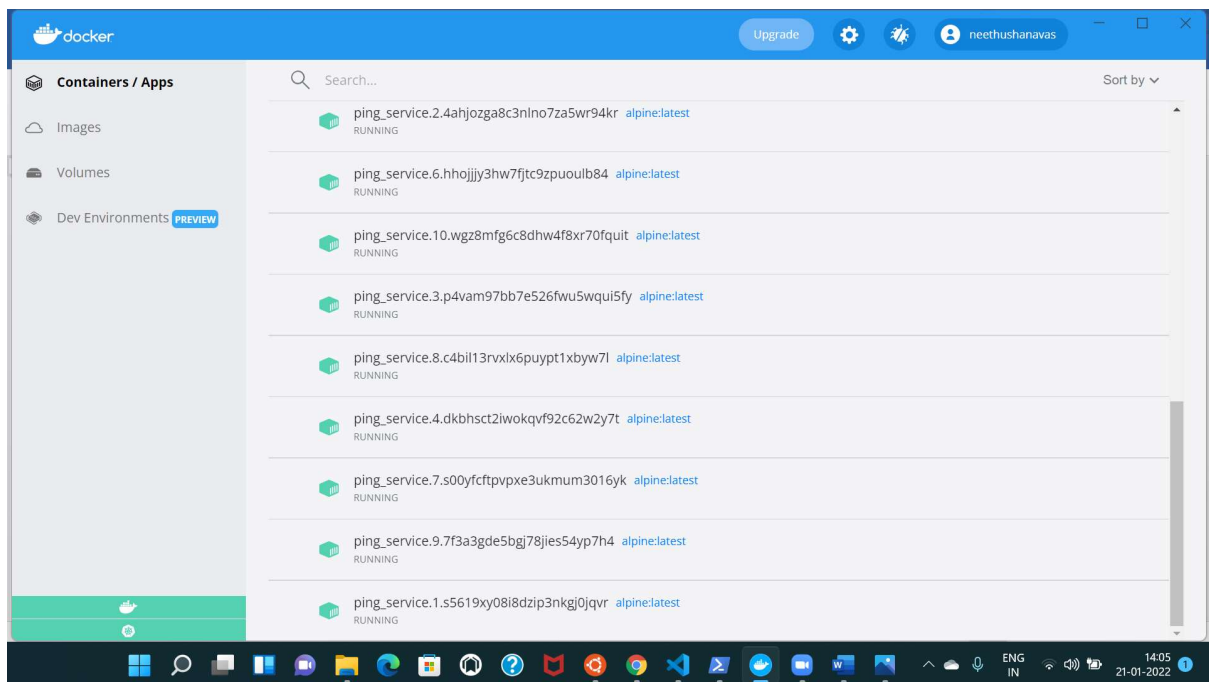 docker
Upgrade
neethushanavas
Containers / Apps
Images
Volumes
Dev Environments PREVIEW
Search...
Sort by
ping_service.2.4ahjozga8c3nlno7za5wr94kr alpine:latest
RUNNING
ping_service.6.hhojjjy3hw7fjtc9zpuoulb84 alpine:latest
RUNNING
ping_service.10.wgz8mfg6c8dhw4f8xr70fquit alpine:latest
RUNNING
ping_service.3.p4vam97bb7e526fwu5wqui5fy alpine:latest
RUNNING
ping_service.8.c4bil13rvxlx6puypt1xbyw7l alpine:latest
RUNNING
ping_service.4.dkbhsct2iwokqvf92c62w2y7t alpine:latest
RUNNING
ping_service.7.s00yfcftpvpxe3ukmum3016yk alpine:latest
RUNNING
ping_service.9.7f3a3gde5bgj78jies54yp7h4 alpine:latest
RUNNING
ping_service.1.s5619xy08i8dzip3nkgj0jqvr alpine:latest
RUNNING
ENG
IN
14:05
21-01-2022
1